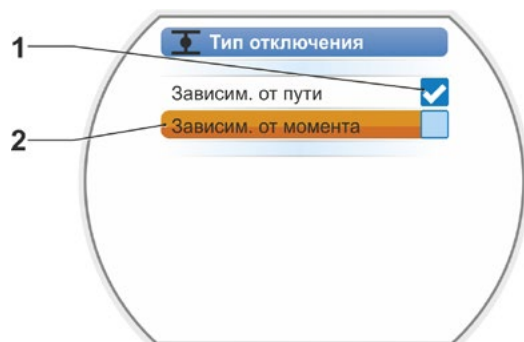 Тип отключения
1
Зависим. от пути
2
Зависим. от момента